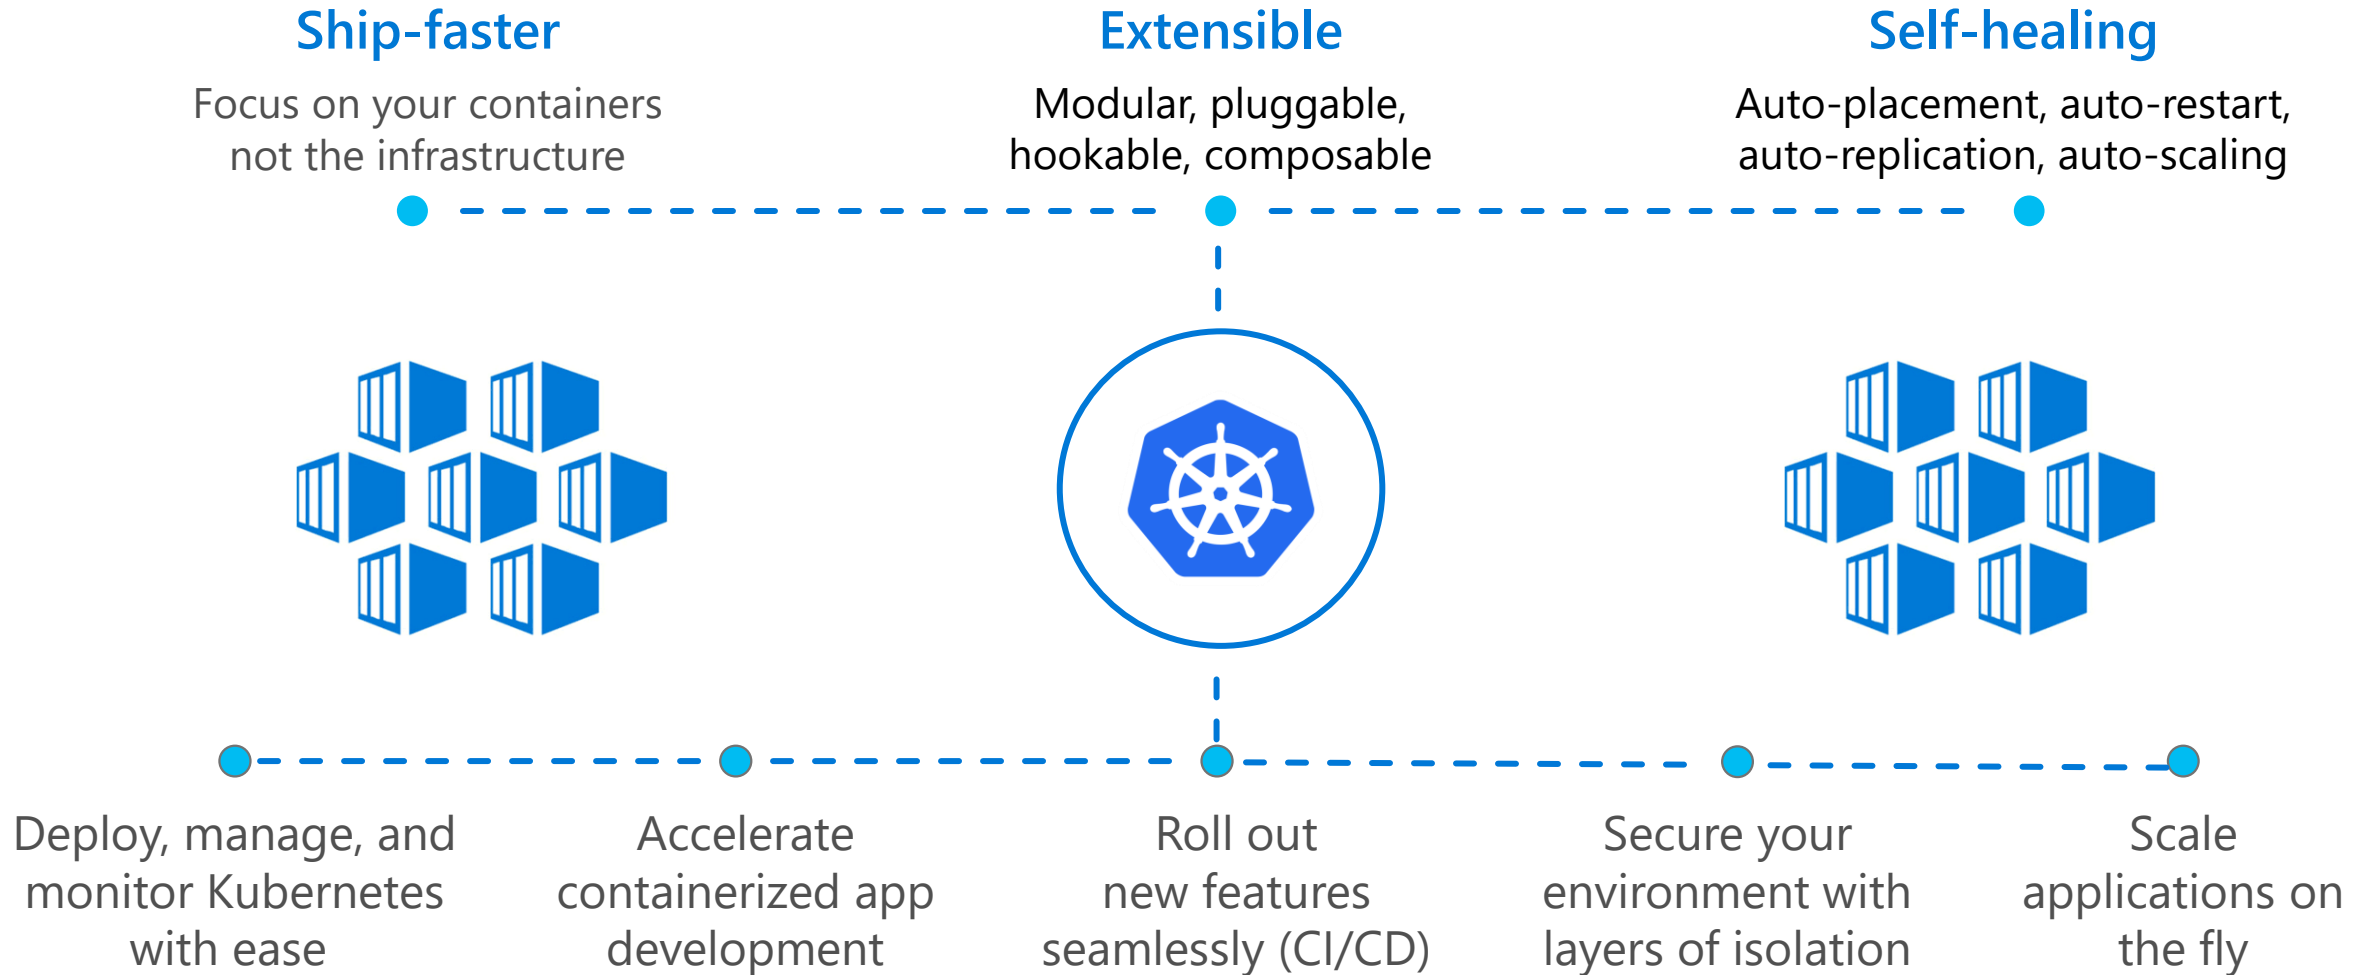 Ship-faster
Focus on your containers
not the infrastructure
Extensible
Modular, pluggable,
hookable, composable
Self-healing
Auto-placement, auto-restart,
auto-replication, auto-scaling
Deploy, manage, and
monitor Kubernetes
with ease
Accelerate
containerized app
development
Roll out
new features
seamlessly (CI/CD)
Secure your
environment with
layers of isolation
Scale
applications on
the fly